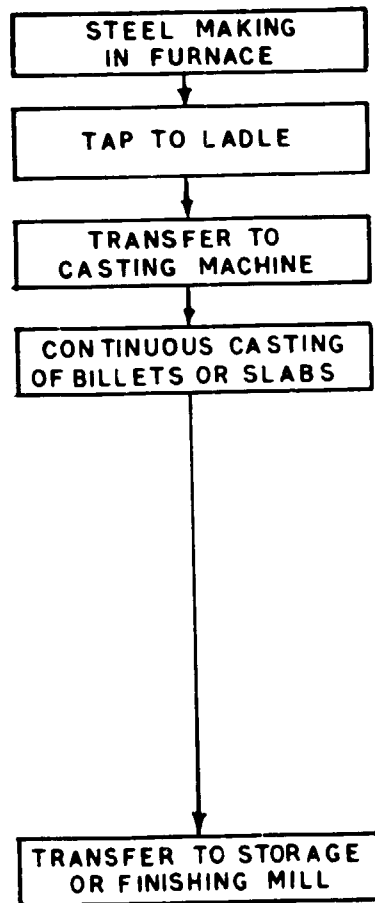 STEEL MAKING
IN FURNACE
TAP TO LADLE
TRANSFER TO
CASTING MACHINE
CONTINUOUS CASTING
OF BILLETS OR SLABS
TRANSFER TO STORAGE
OR FINISHING MILL